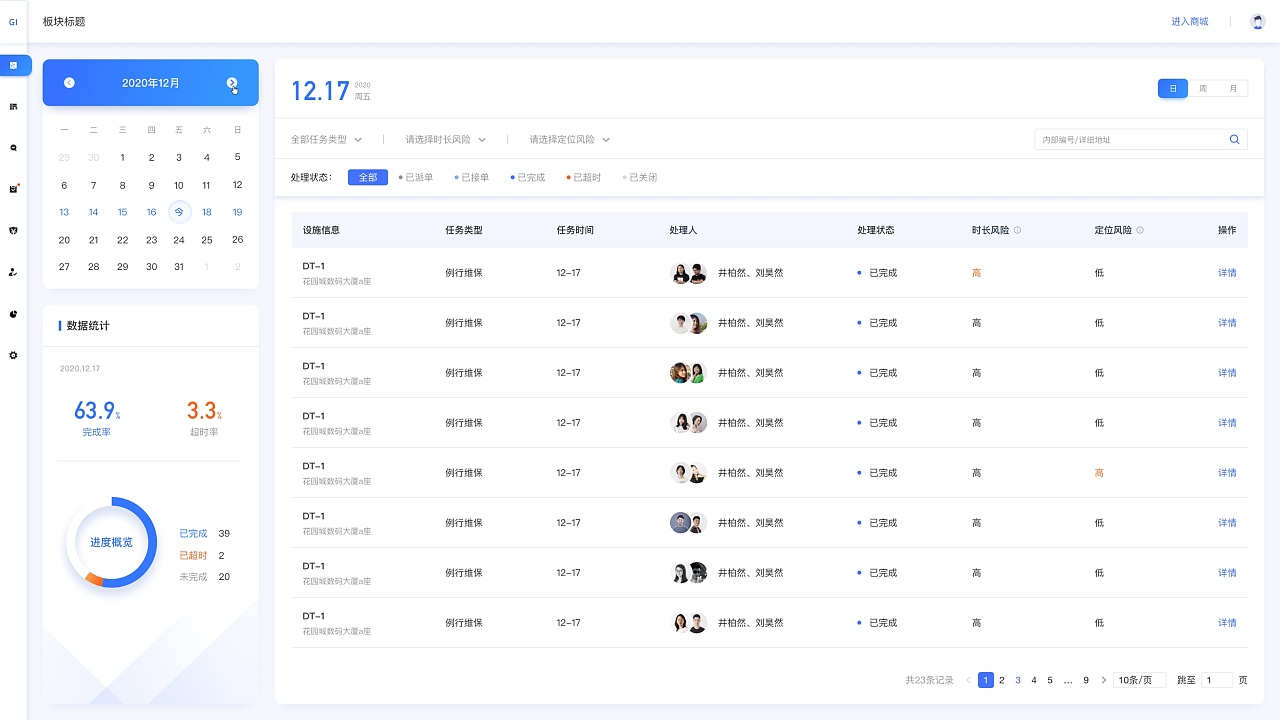 GI
板块标题
进入商城
2020年12月
一 二 三 四 五 六 日
29 30 1 2 3 4 5
6 7 8 9 10 11 12
13 14 15 16 今 18 19
20 21 22 23 24 25 26
27 28 29 30 31 1 2
数据统计
2020.12.17
63.9% 3.3%
完成率 超时率
进度概览
已完成 39
已超时 2
未完成 20
12.17 2020 周五
日 周 月
全部任务类型 请选择时长风险 请选择定位风险 内部编号/详细地址
处理状态： 全部 已派单 已接单 已完成 已超时 已关闭
设施信息 任务类型 任务时间 处理人 处理状态 时长风险 定位风险 操作
DT-1 例行维保 12-17 井柏然、刘昊然 已完成 高 低 详情
花园城数码大厦a座
DT-1 例行维保 12-17 井柏然、刘昊然 已完成 高 低 详情
花园城数码大厦a座
DT-1 例行维保 12-17 井柏然、刘昊然 已完成 高 低 详情
花园城数码大厦a座
DT-1 例行维保 12-17 井柏然、刘昊然 已完成 高 低 详情
花园城数码大厦a座
DT-1 例行维保 12-17 井柏然、刘昊然 已完成 高 高 详情
花园城数码大厦a座
DT-1 例行维保 12-17 井柏然、刘昊然 已完成 高 低 详情
花园城数码大厦a座
DT-1 例行维保 12-17 井柏然、刘昊然 已完成 高 低 详情
花园城数码大厦a座
DT-1 例行维保 12-17 井柏然、刘昊然 已完成 高 低 详情
花园城数码大厦a座
共23条记录 < 1 2 3 4 5 ... 9 > 10条/页 跳至 1 页